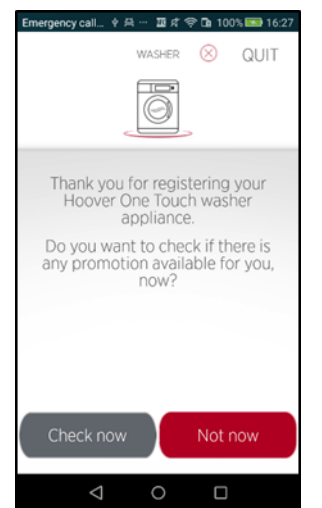 Emergency call... 100% 16:27
WASHER QUIT
Thank you for registering your
Hoover One Touch washer
appliance.
Do you want to check if there is
any promotion available for you,
now?
Check now Not now